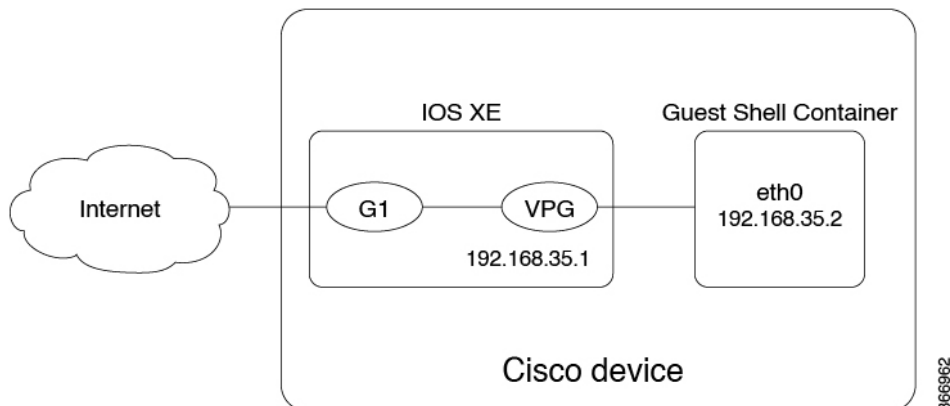 IOS XE
Guest Shell Container
Internet
G1
VPG
eth0
192.168.35.2
192.168.35.1
Cisco device
366962